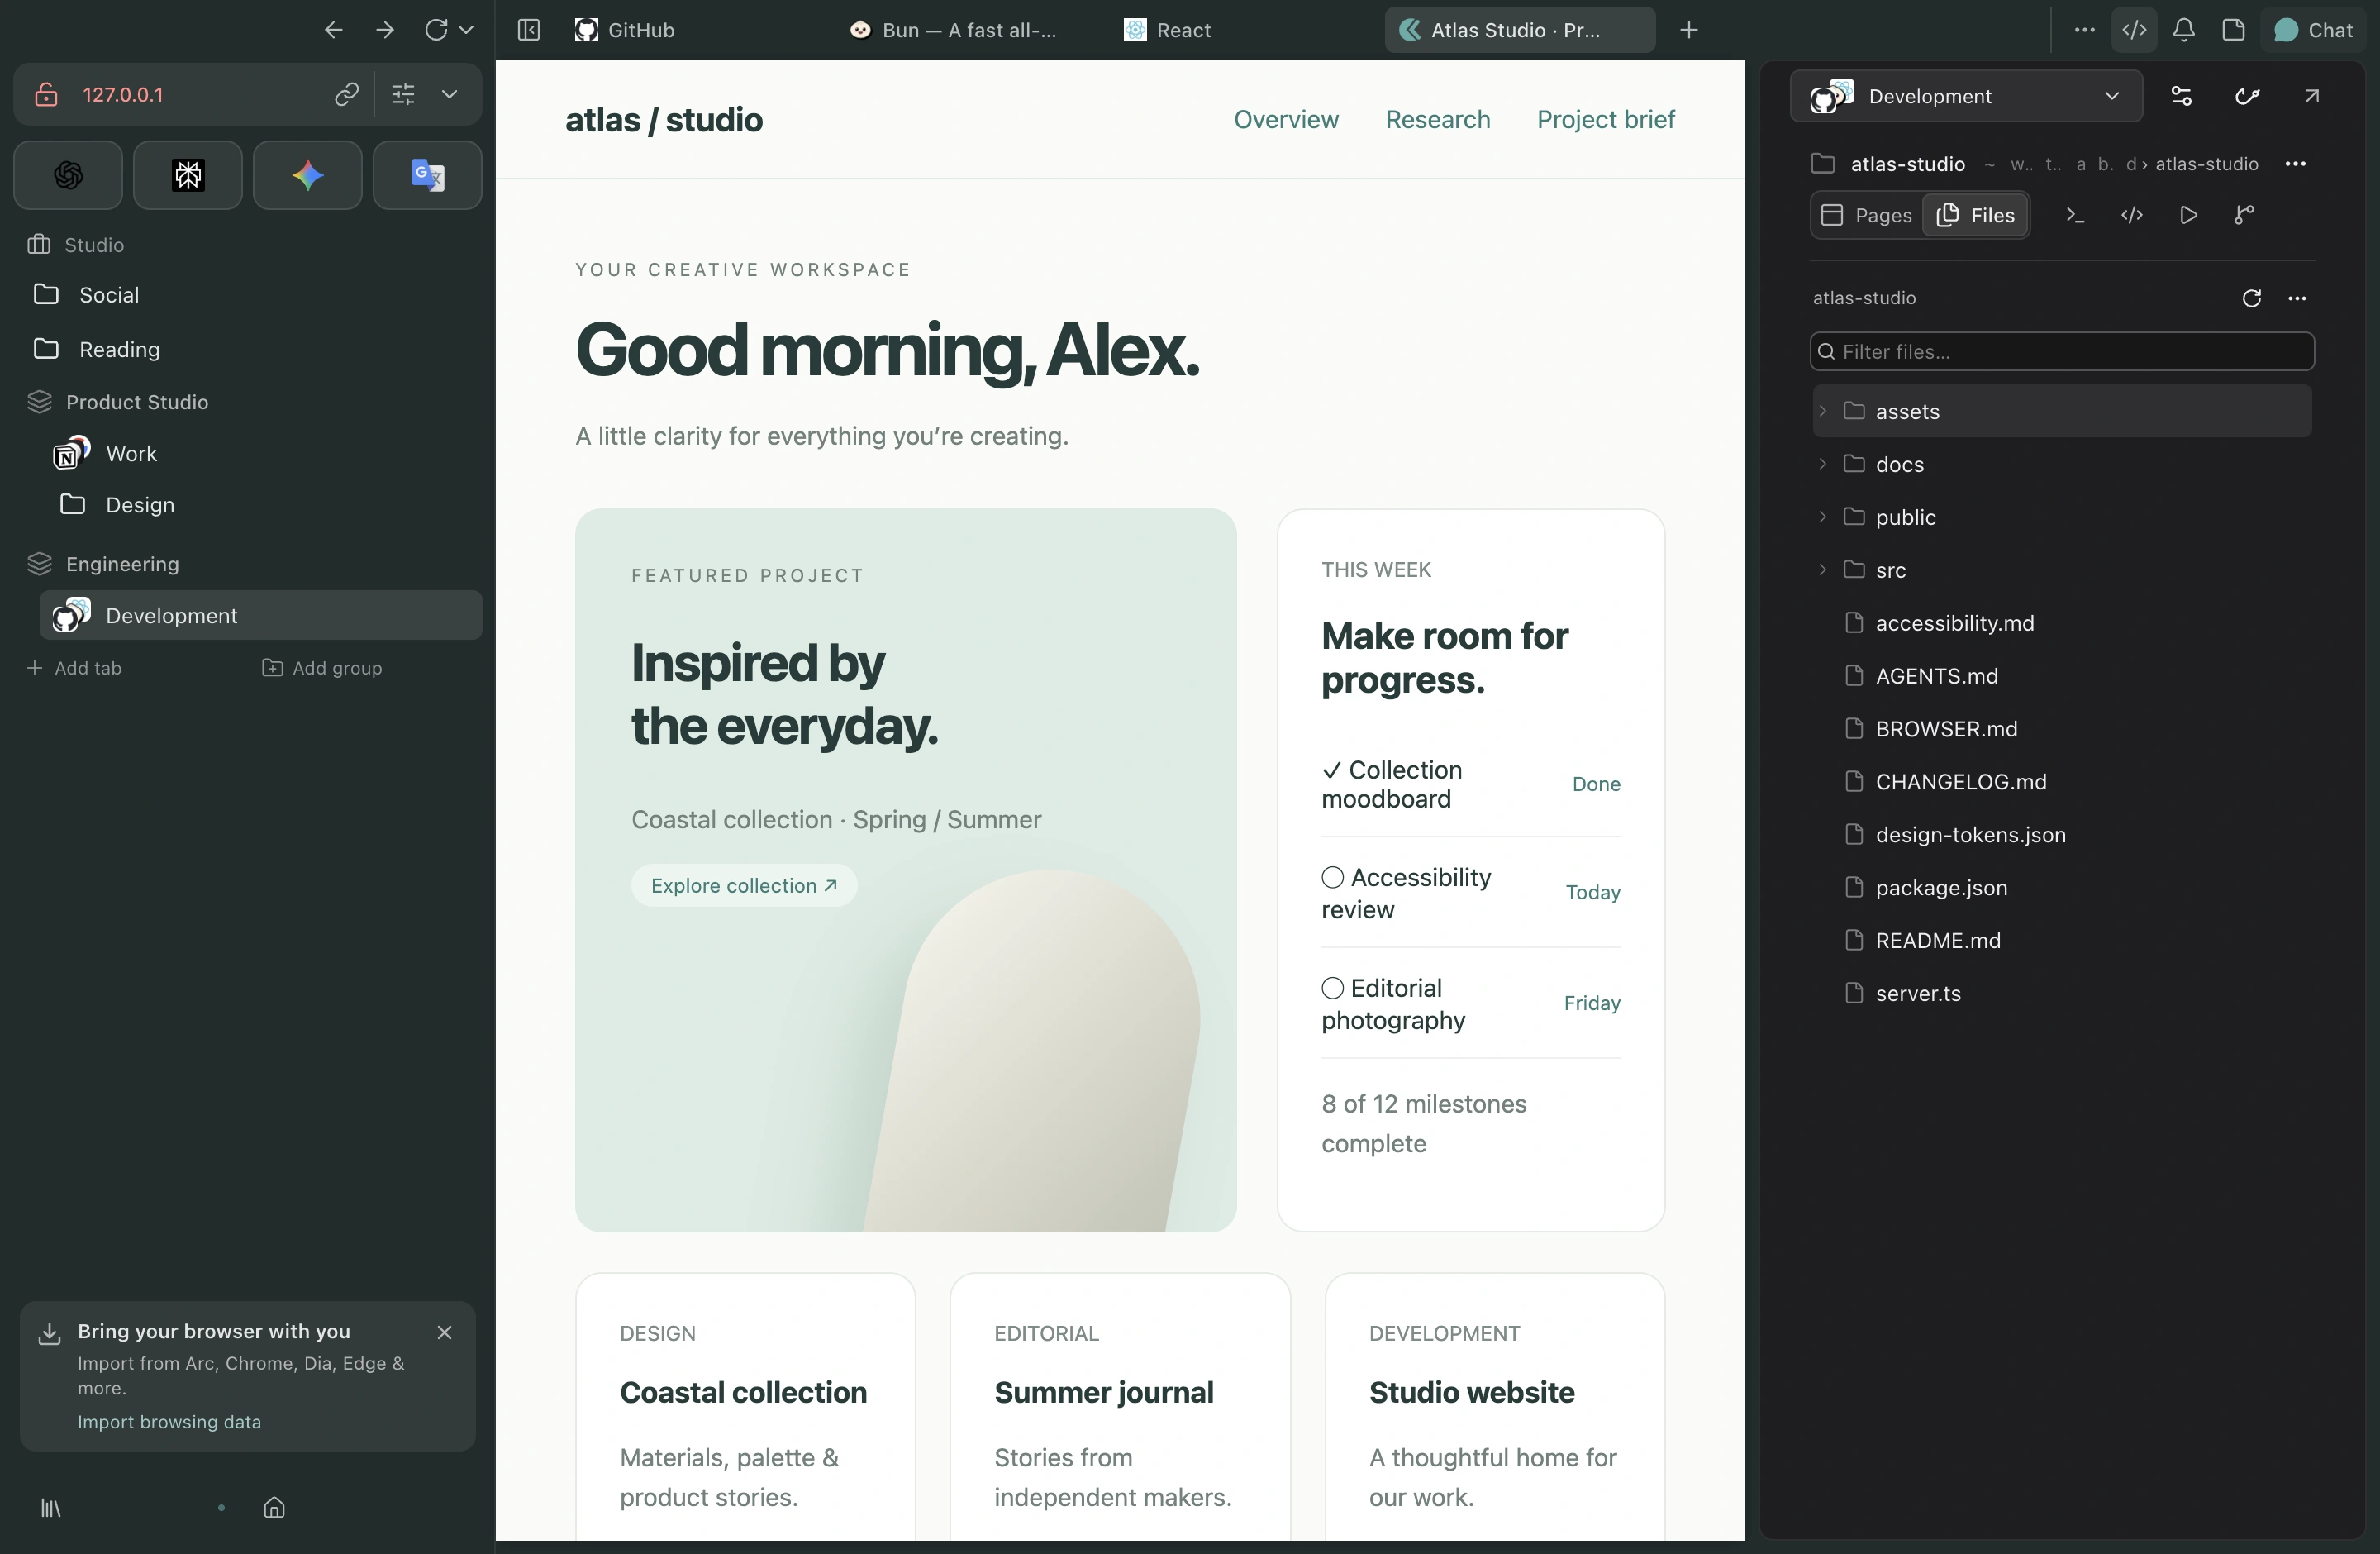 GitHub
Bun — A fast all-...
React
Atlas Studio · Pr...
Chat
127.0.0.1
Studio
Social
Reading
Product Studio
Work
Design
Engineering
Development
Add tab
Add group
Bring your browser with you
Import from Arc, Chrome, Dia, Edge &
more.
Import browsing data
atlas / studio
Overview
Research
Project brief
YOUR CREATIVE WORKSPACE
Good morning, Alex.
A little clarity for everything you’re creating.
FEATURED PROJECT
Inspired by
the everyday.
Coastal collection · Spring / Summer
Explore collection ↗
THIS WEEK
Make room for
progress.
✓ Collection
moodboard
Done
○ Accessibility
review
Today
○ Editorial
photography
Friday
8 of 12 milestones
complete
DESIGN
Coastal collection
Materials, palette &
product stories.
EDITORIAL
Summer journal
Stories from
independent makers.
DEVELOPMENT
Studio website
A thoughtful home for
our work.
Development
atlas-studio ~ w.. t... a b. d › atlas-studio
Pages
Files
atlas-studio
Filter files...
assets
docs
public
src
accessibility.md
AGENTS.md
BROWSER.md
CHANGELOG.md
design-tokens.json
package.json
README.md
server.ts